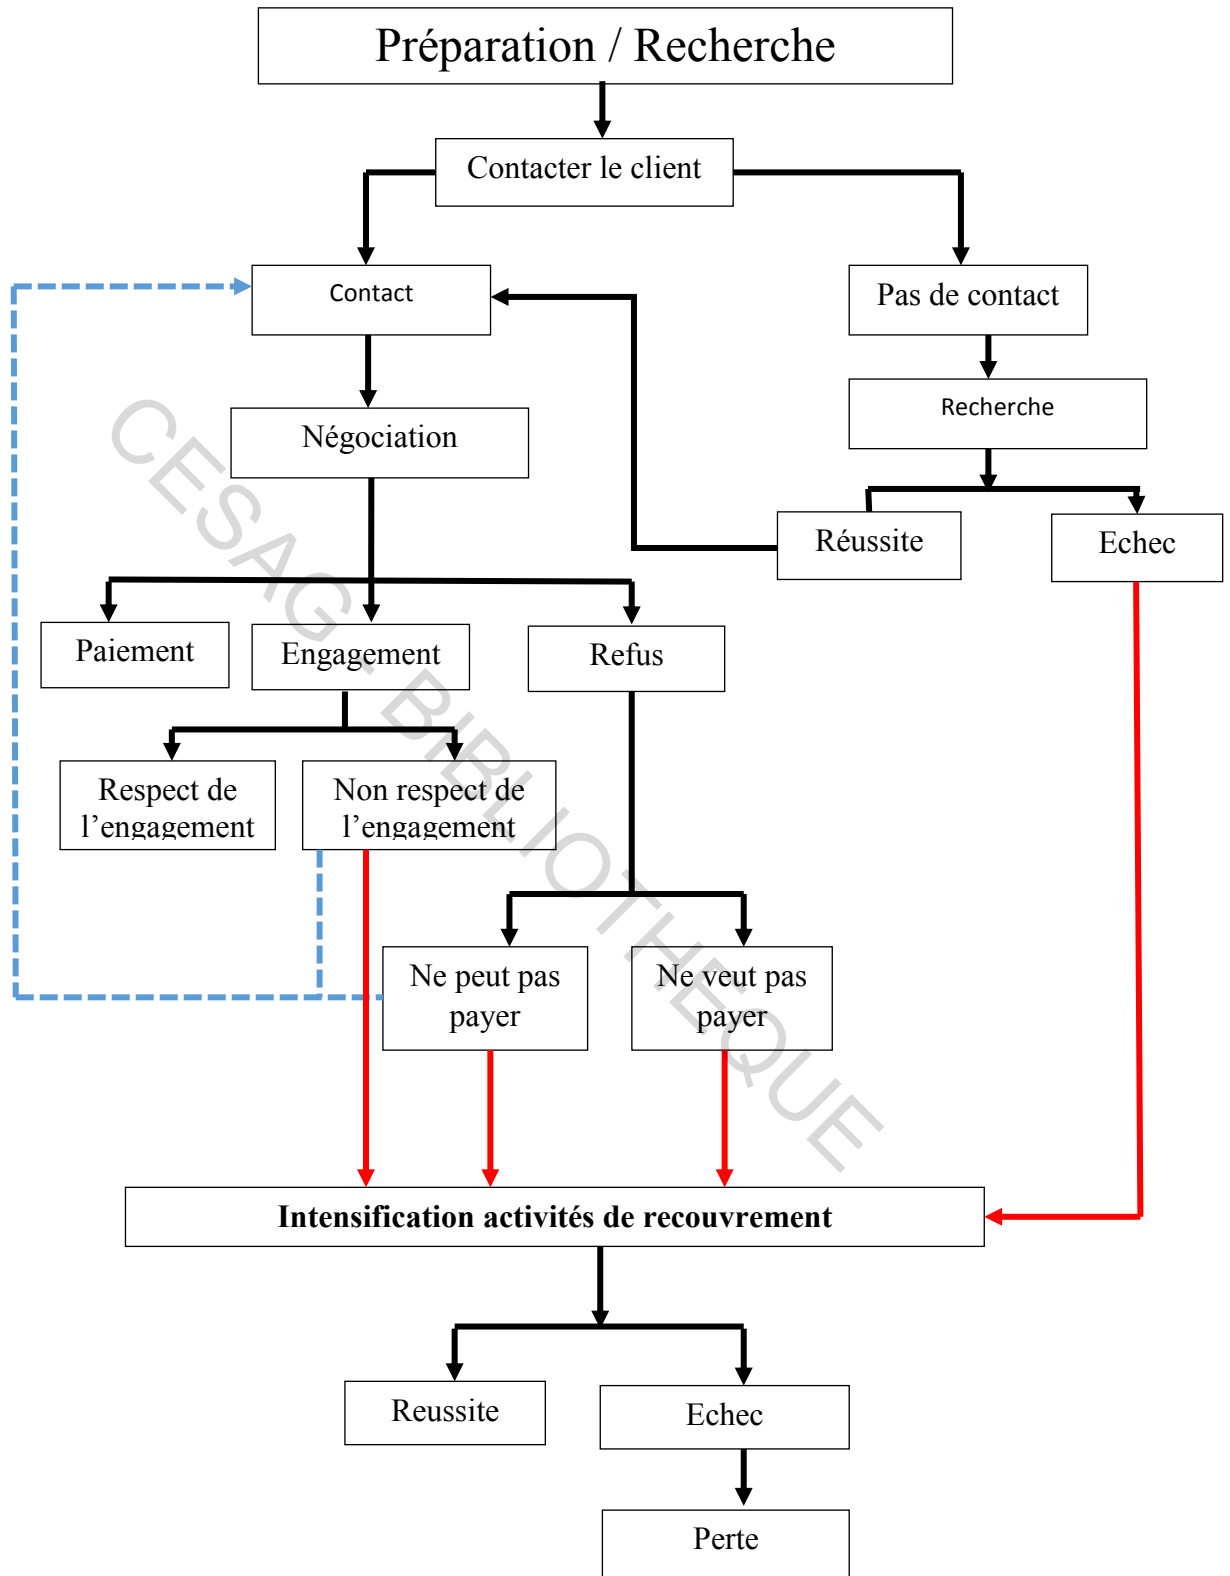 Préparation / Recherche
Contacter le client
Contact
Pas de contact
Recherche
Négociation
Réussite
Echec
Paiement
Engagement
Refus
Respect de
l’engagement
Non respect de
l’engagement
Ne peut pas
payer
Ne veut pas
payer
Intensification activités de recouvrement
Reussite
Echec
Perte
CESAG - BIBLIOTHEQUE